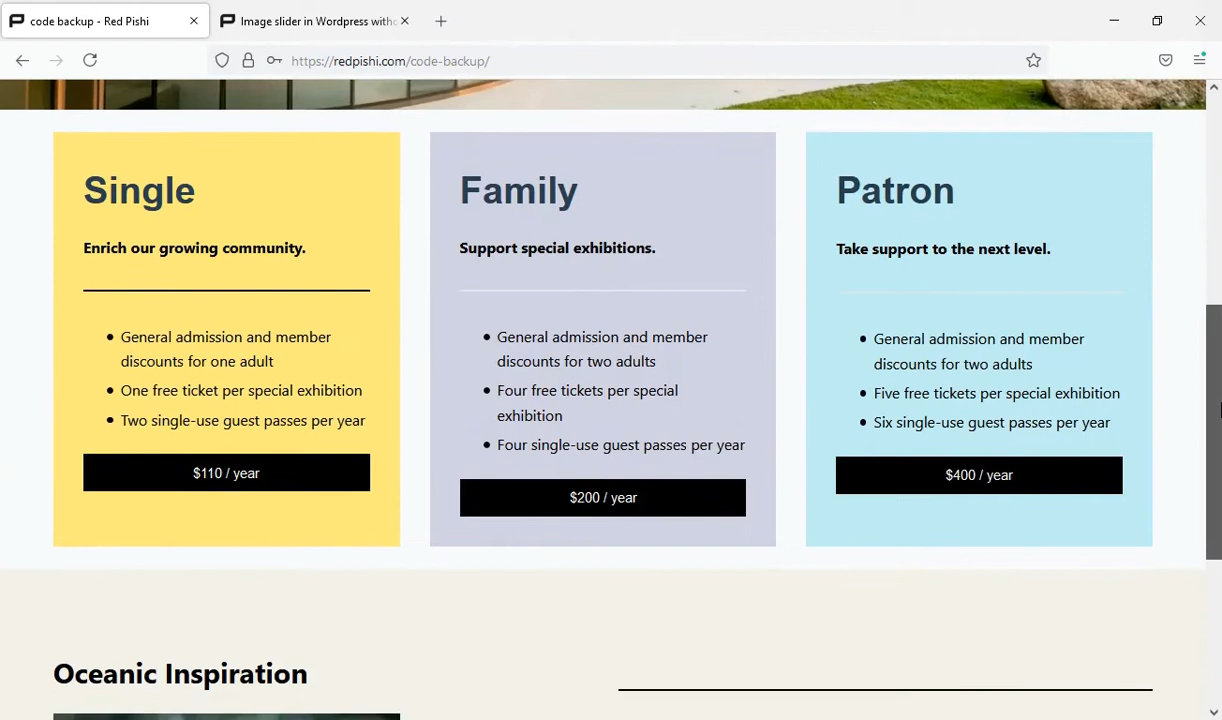 code backup - Red Pishi
Image slider in Wordpress witho
https://redpishi.com/code-backup/
Single
Enrich our growing community.
General admission and member
discounts for one adult
One free ticket per special exhibition
Two single-use guest passes per year
$110 / year
Family
Support special exhibitions.
General admission and member
discounts for two adults
Four free tickets per special
exhibition
Four single-use guest passes per year
$200 / year
Patron
Take support to the next level.
General admission and member
discounts for two adults
Five free tickets per special exhibition
Six single-use guest passes per year
$400 / year
Oceanic Inspiration